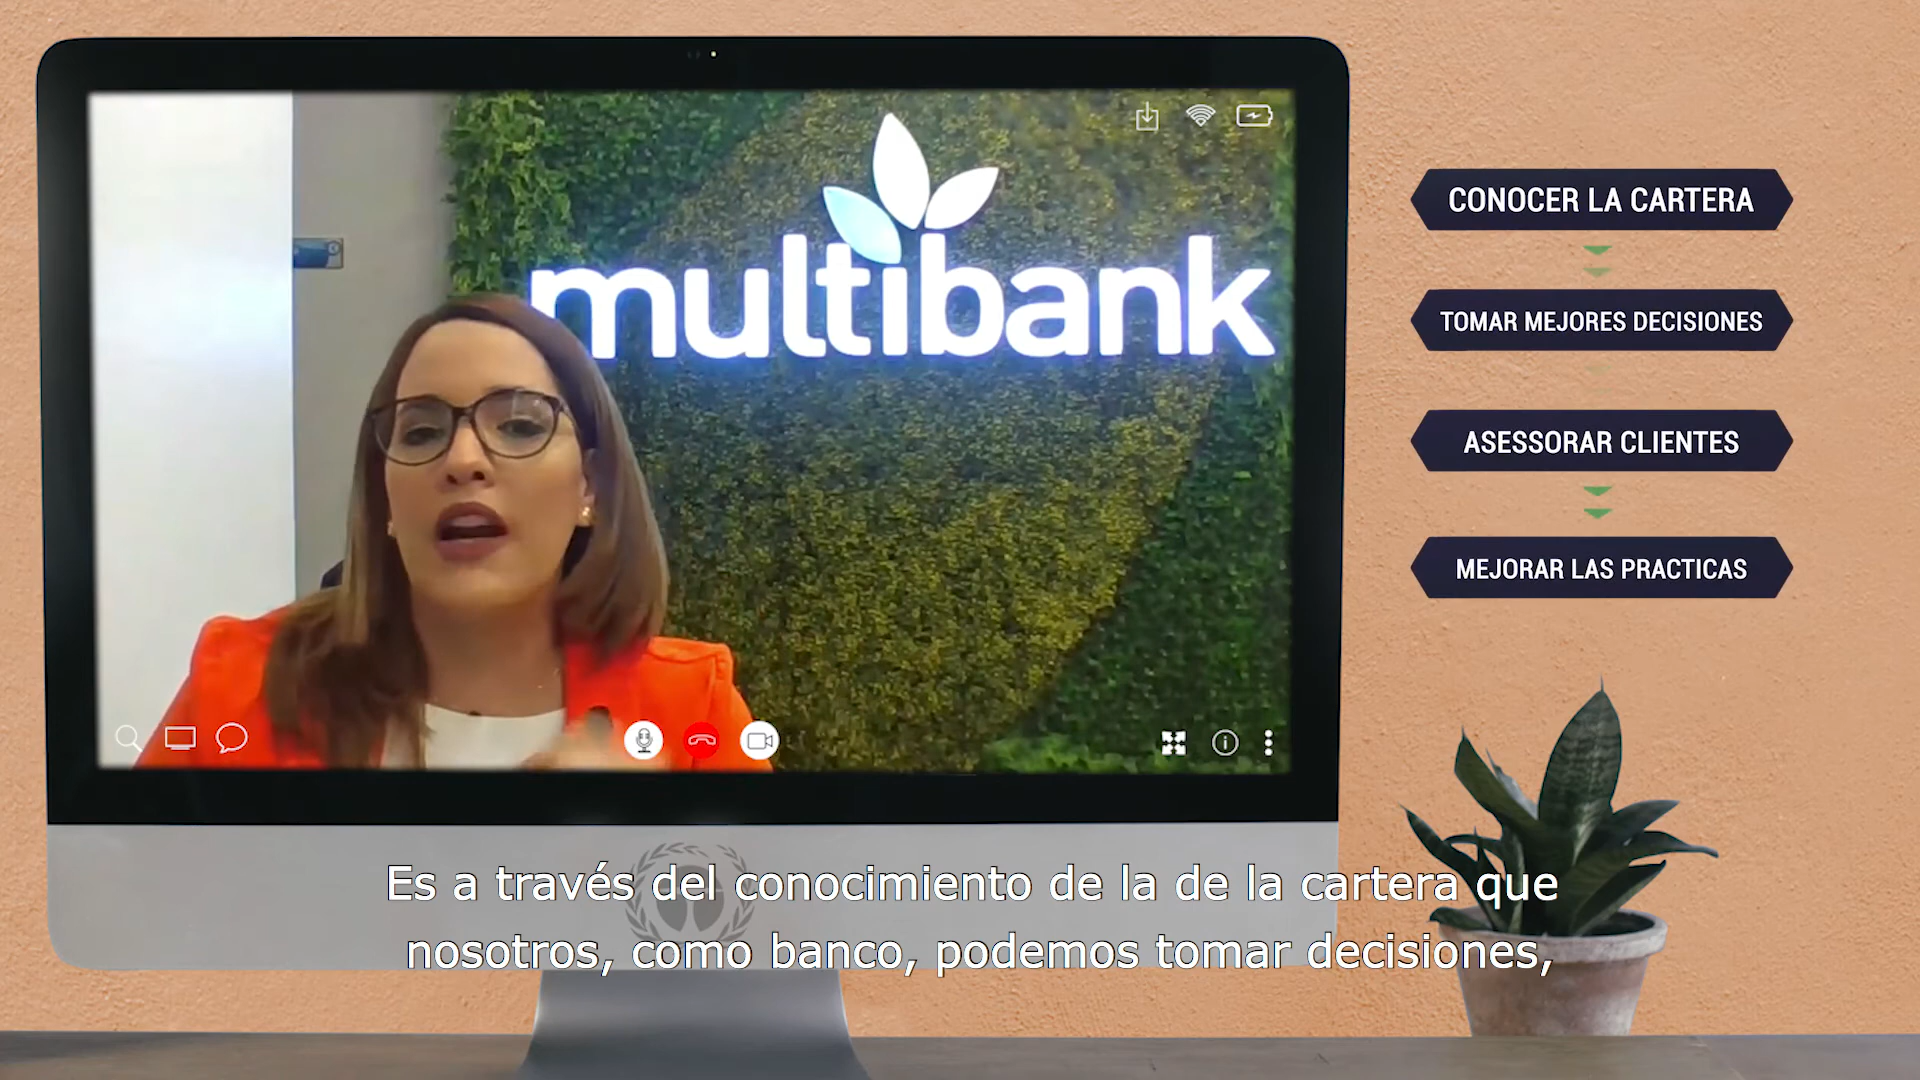 multibank
CONOCER LA CARTERA
TOMAR MEJORES DECISIONES
ASESSORAR CLIENTES
MEJORAR LAS PRACTICAS
Es a través del conocimiento de la de la cartera que
nosotros, como banco, podemos tomar decisiones,